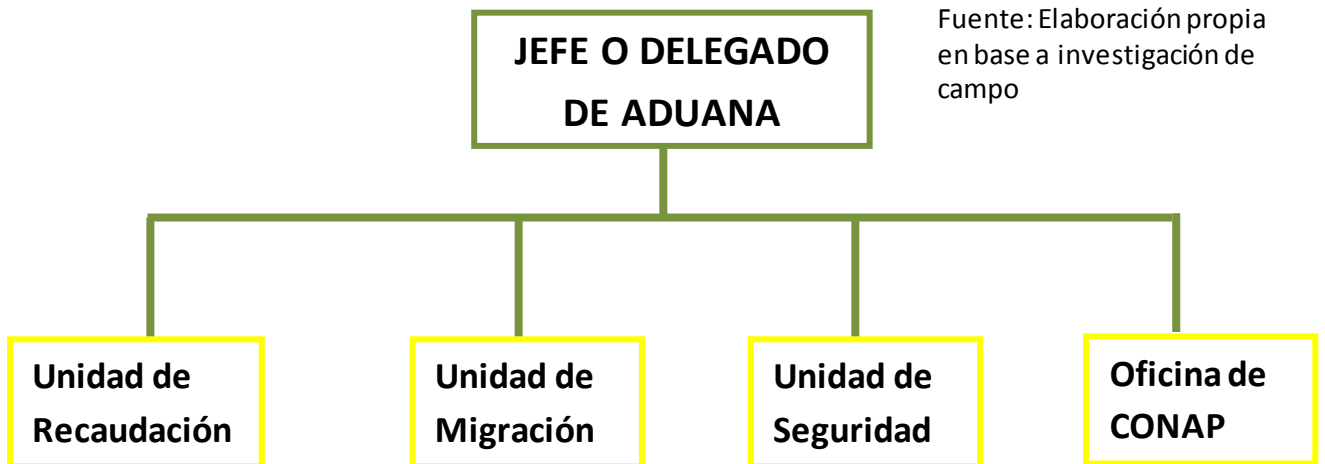 JEFE O DELEGADO
DE ADUANA
Fuente: Elaboración propia
en base a investigación de
campo
Unidad de
Recaudación
Unidad de
Migración
Unidad de
Seguridad
Oficina de
CONAP